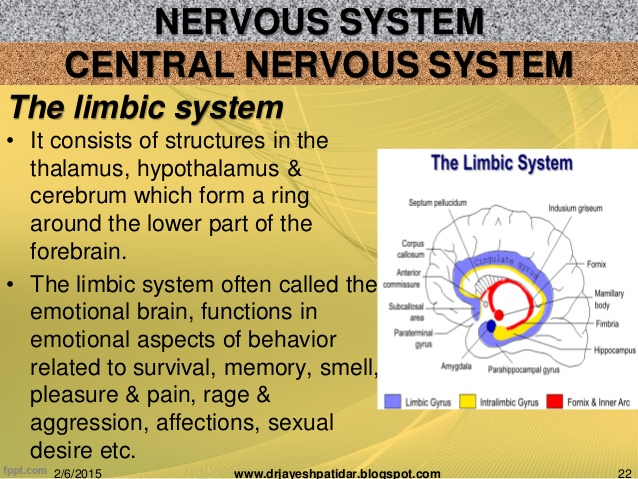 NERVOUS SYSTEM
CENTRAL NERVOUS SYSTEM
The limbic system
• It consists of structures in the
thalamus, hypothalamus &
cerebrum which form a ring
around the lower part of the
forebrain.
• The limbic system often called the
emotional brain, functions in
emotional aspects of behavior
related to survival, memory, smell,
pleasure & pain, rage &
aggression, affections, sexual
desire etc.
The Limbic System
Septum pellucidum
Indusium griseum
Corpus
callosum
Cingulate gyrus
Fornix
Anterior
commissure
Mamillary
body
Subcallosal
area
Fimbria
Paraterminal
Gyrus
Hippocampus
Amygdala
Parahippocampal gyrus
Limbic Gyrus
Intralimbic Gyrus
Fornix & Inner Arc
fppt.com
2/6/2015
www.drjayeshpatidar.blogspot.com
22